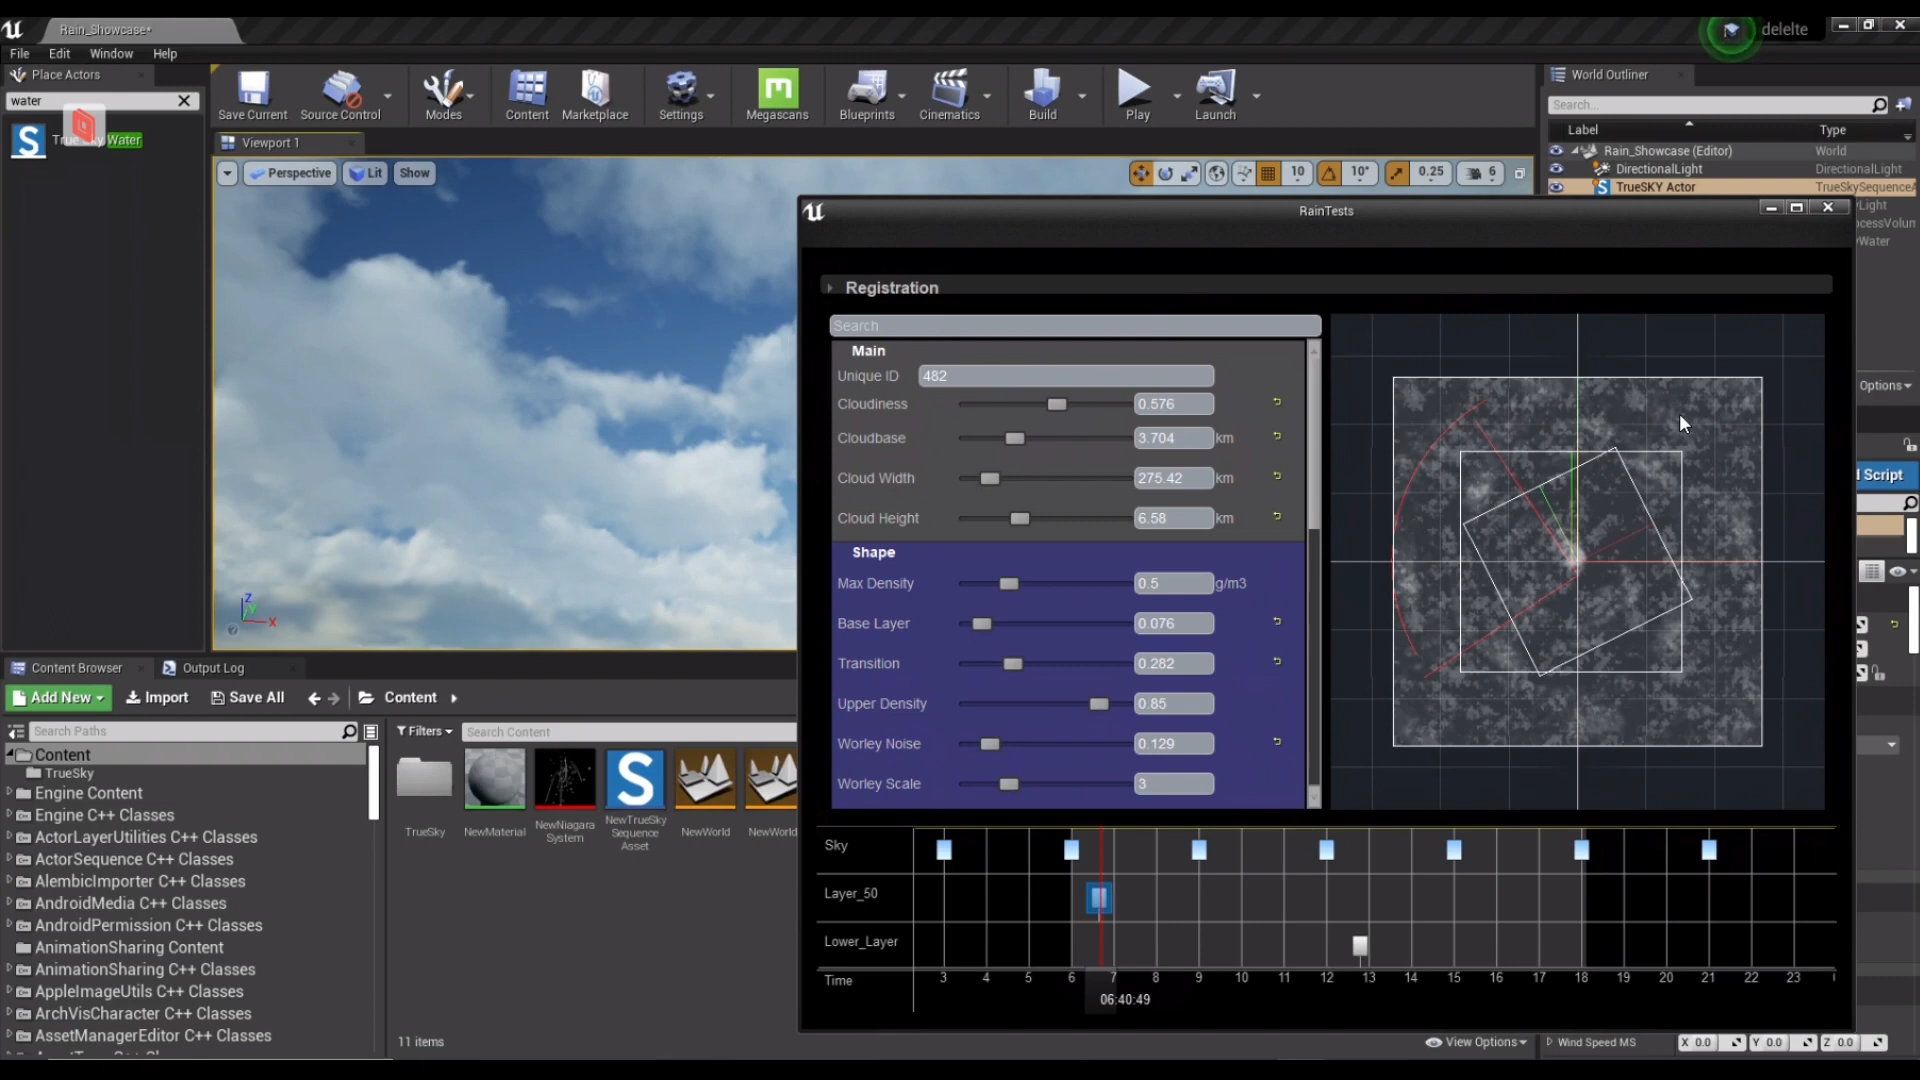 Rain_Showcase*
delelte
File Edit Window Help
Place Actors
water
Water
Save Current
Source Control
Modes
Content
Marketplace
Settings
Megascans
Blueprints
Cinematics
Build
Play
Launch
Viewport 1
Perspective
Lit
Show
10
10°
0.25
6
World Outliner
Search...
Label Type
Rain_Showcase (Editor) World
DirectionalLight DirectionalLight
TrueSKY Actor TrueSkySequenceA
Options
Script
RainTests
Registration
Search
Main
Unique ID 482
Cloudiness 0.576
Cloudbase 3.704 km
Cloud Width 275.42 km
Cloud Height 6.58 km
Shape
Max Density 0.5 g/m3
Base Layer 0.076
Transition 0.282
Upper Density 0.85
Worley Noise 0.129
Worley Scale 3
Sky
Layer_50
Lower_Layer
Time 3 4 5 6 7 8 9 10 11 12 13 14 15 16 17 18 19 20 21 22 23
06:40:49
Z
Y
X
Content Browser
Output Log
Add New
Import
Save All
Content
Search Paths
Filters
Search Content
Content
TrueSky
Engine Content
Engine C++ Classes
ActorLayerUtilities C++ Classes
ActorSequence C++ Classes
AlembicImporter C++ Classes
AndroidMedia C++ Classes
AndroidPermission C++ Classes
AnimationSharing Content
AnimationSharing C++ Classes
AppleImageUtils C++ Classes
ArchVisCharacter C++ Classes
AssetManagerEditor C++ Classes
TrueSky
NewMaterial
NewNiagara
System
NewTrueSky
Sequence
Asset
NewWorld
NewWorld
11 items
View Options
Wind Speed MS X 0.0 Y 0.0 Z 0.0